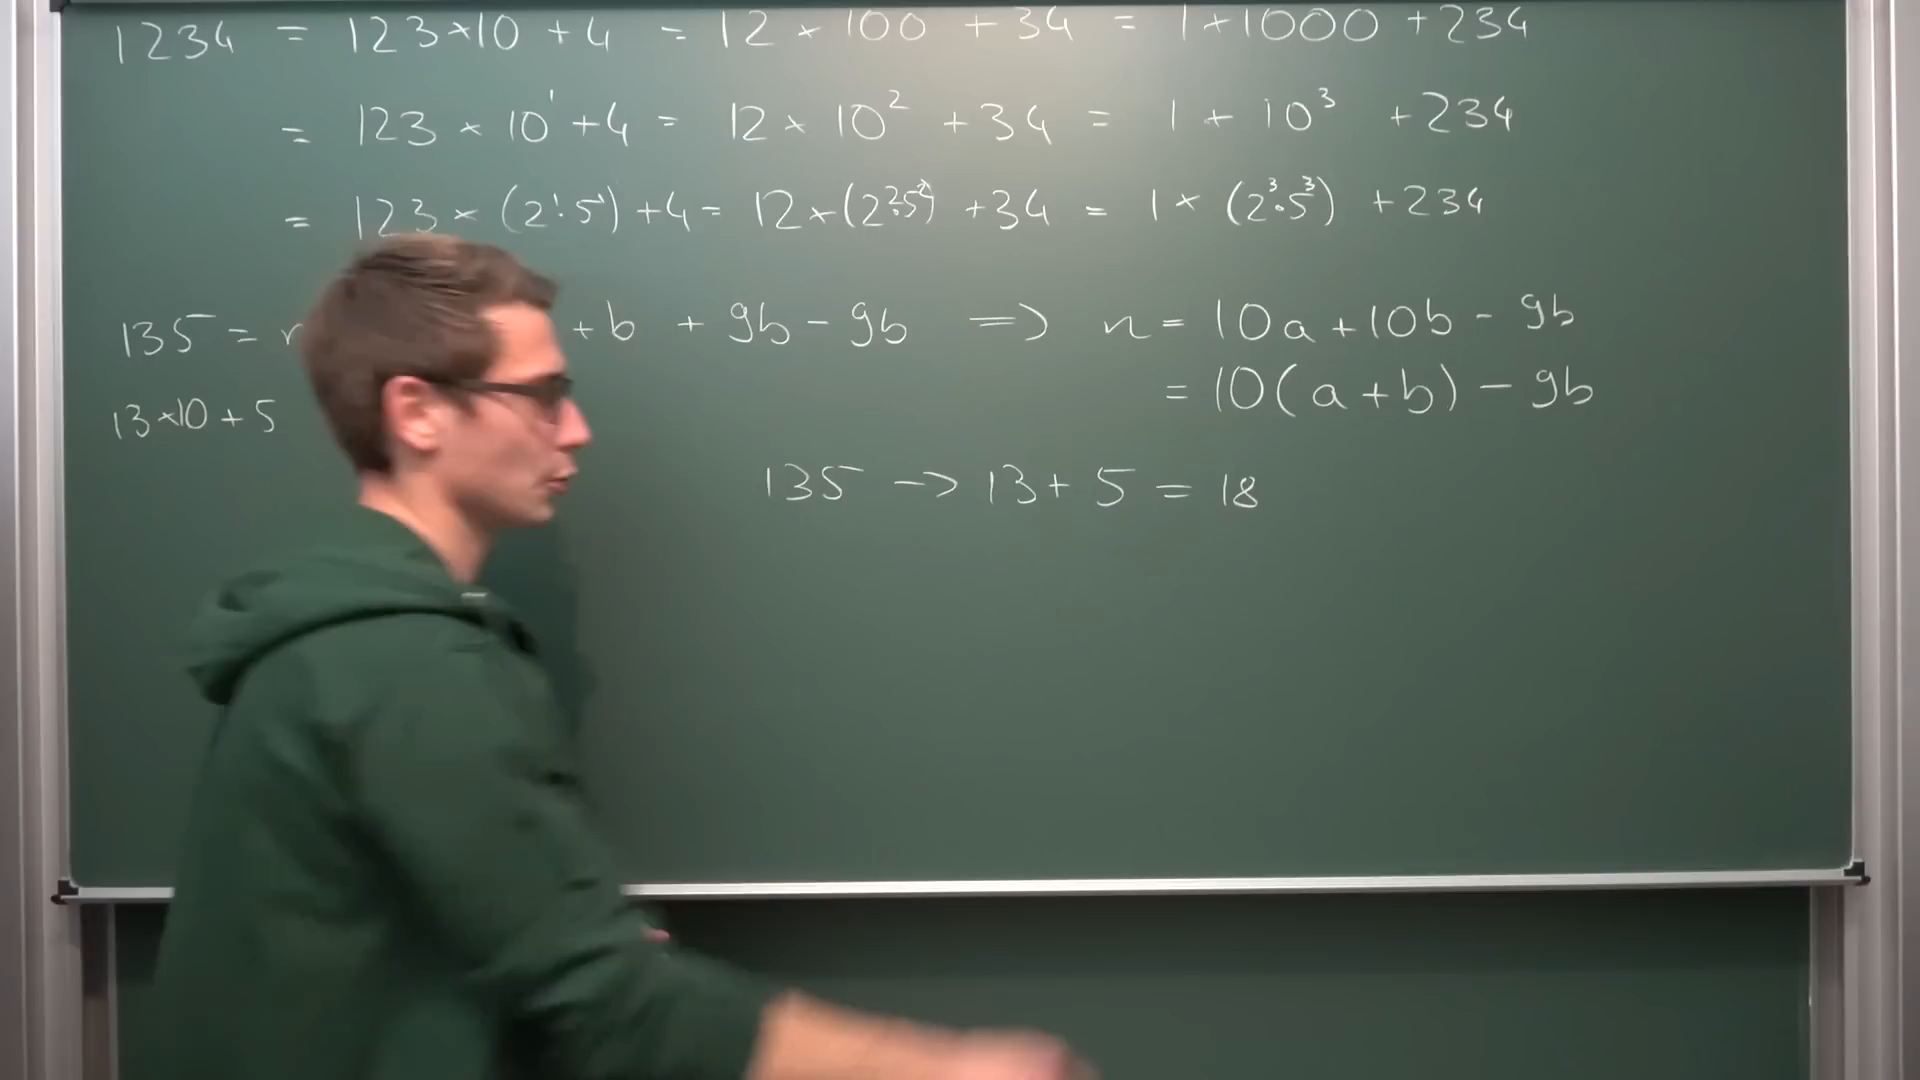 1234 = 123×10 + 4 = 12 × 100 + 34 = 1 × 1000 + 234
= 123 × 10¹ + 4 = 12 × 10² + 34 = 1 × 10³ + 234
= 123 × (2¹·5¹) + 4 = 12 × (2²·5²) + 34 = 1 × (2³·5³) + 234
135 = n + b + 9b − 9b => n = 10a + 10b − 9b
= 10(a + b) − 9b
13×10 + 5
135 -> 13 + 5 = 18